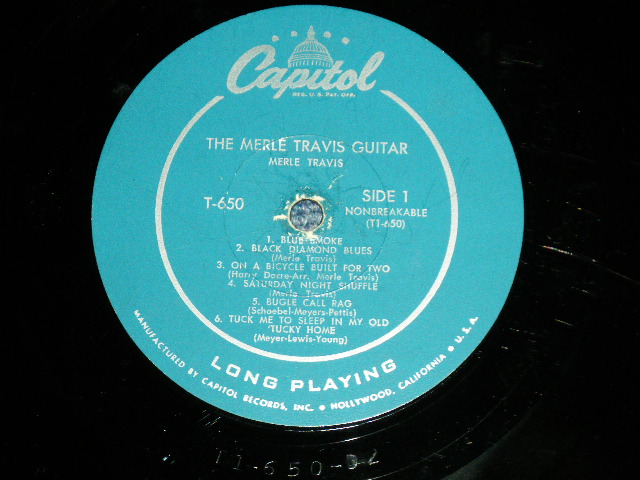 Capitol
REG. U.S. PAT. OFF.
THE MERLE TRAVIS GUITAR
MERLE TRAVIS
T-650
SIDE 1
NONBREAKABLE
(T1-650)
1. BLUE SMOKE
2. BLACK DIAMOND BLUES
(Merle Travis)
3. ON A BICYCLE BUILT FOR TWO
(Harry Dacre-Arr. Merle Travis)
4. SATURDAY NIGHT SHUFFLE
(Merle Travis)
5. BUGLE CALL RAG
(Schoebel-Meyers-Pettis)
6. TUCK ME TO SLEEP IN MY OLD
'TUCKY HOME
(Meyer-Lewis-Young)
LONG PLAYING
MANUFACTURED BY CAPITOL RECORDS, INC. • HOLLYWOOD, CALIFORNIA • U.S.A.
T1-650-D2